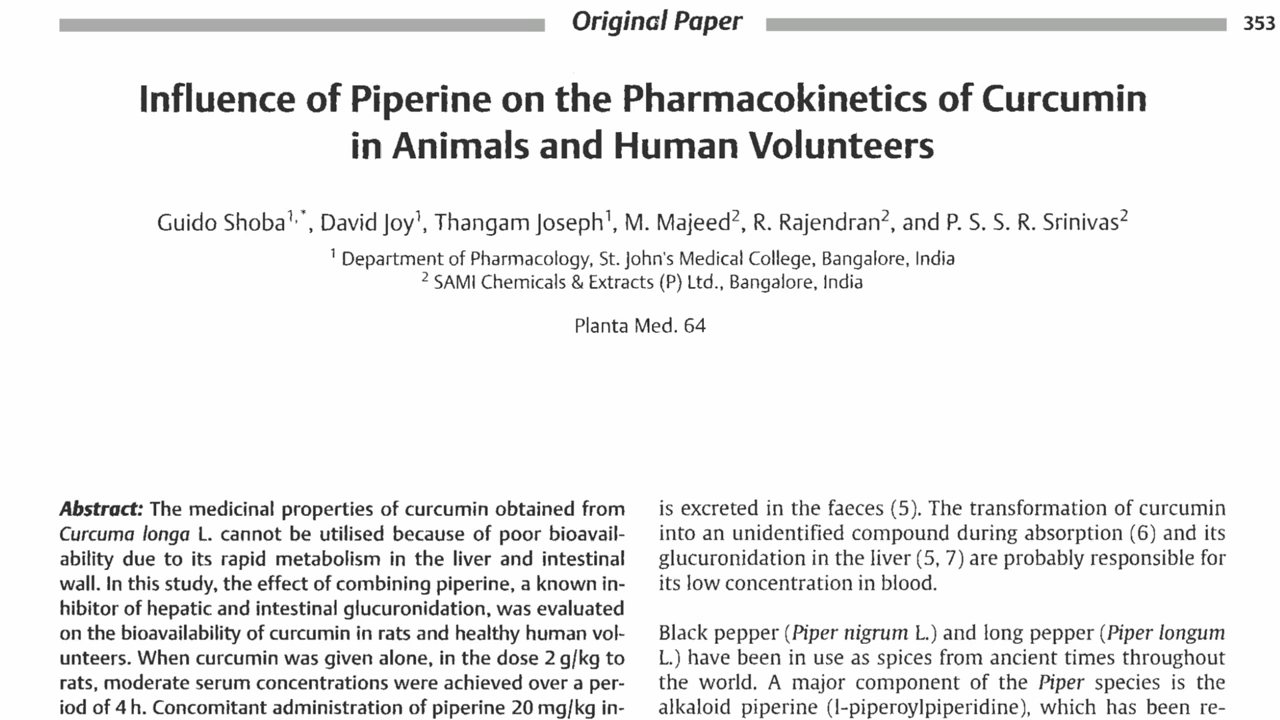 Original Paper
353
Influence of Piperine on the Pharmacokinetics of Curcumin
in Animals and Human Volunteers
Guido Shoba1,*, David Joy1, Thangam Joseph1, M. Majeed2, R. Rajendran2, and P. S. S. R. Srinivas2
1 Department of Pharmacology, St. John's Medical College, Bangalore, India
2 SAMI Chemicals & Extracts (P) Ltd., Bangalore, India
Planta Med. 64
Abstract: The medicinal properties of curcumin obtained from
Curcuma longa L. cannot be utilised because of poor bioavail-
ability due to its rapid metabolism in the liver and intestinal
wall. In this study, the effect of combining piperine, a known in-
hibitor of hepatic and intestinal glucuronidation, was evaluated
on the bioavailability of curcumin in rats and healthy human vol-
unteers. When curcumin was given alone, in the dose 2 g/kg to
rats, moderate serum concentrations were achieved over a per-
iod of 4 h. Concomitant administration of piperine 20 mg/kg in-
is excreted in the faeces (5). The transformation of curcumin
into an unidentified compound during absorption (6) and its
glucuronidation in the liver (5, 7) are probably responsible for
its low concentration in blood.
Black pepper (Piper nigrum L.) and long pepper (Piper longum
L.) have been in use as spices from ancient times throughout
the world. A major component of the Piper species is the
alkaloid piperine (l-piperoylpiperidine), which has been re-